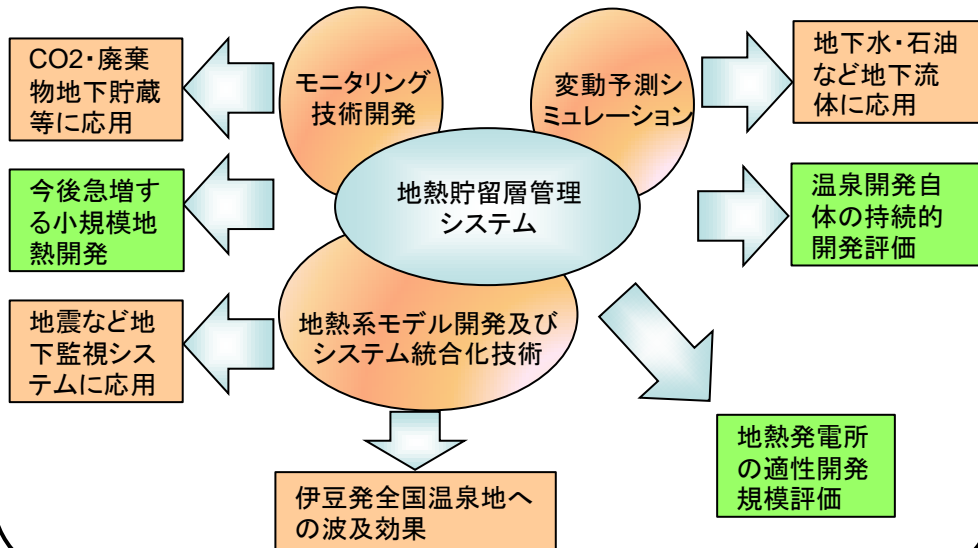 CO2・廃棄
物地下貯蔵
等に応用
モニタリング
技術開発
変動予測シ
ミュレーション
地下水・石油
など地下流
体に応用
今後急増す
る小規模地
熱開発
地熱貯留層管理
システム
温泉開発自
体の持続的
開発評価
地震など地
下監視シス
テムに応用
地熱系モデル開発及び
システム統合化技術
地熱発電所
の適性開発
規模評価
伊豆発全国温泉地へ
の波及効果